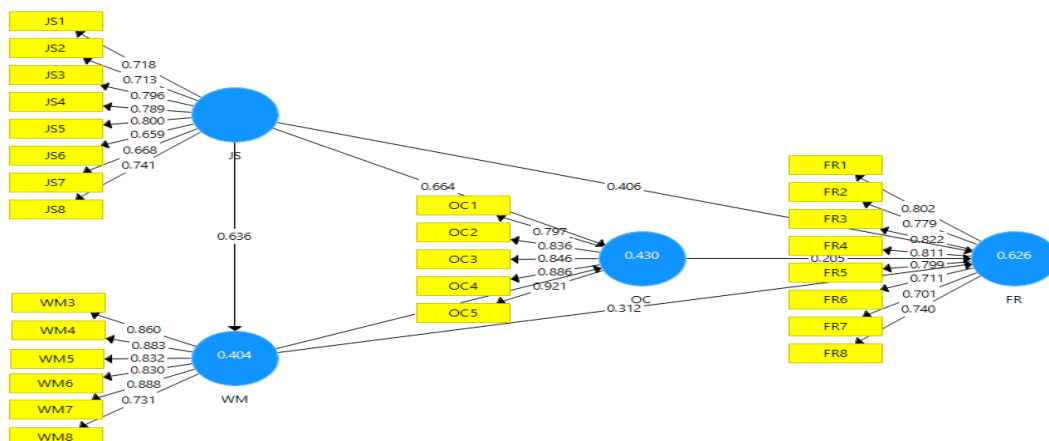 JS1
JS2
JS3
JS4
JS5
JS6
JS7
JS8
0.718
0.713
0.796
0.789
0.800
0.659
0.668
0.741
JS
0.636
0.664
0.406
OC1
OC2
OC3
OC4
OC5
0.797
0.836
0.846
0.886
0.921
0.430
OC
0.205
0.312
FR1
FR2
FR3
FR4
FR5
FR6
FR7
FR8
0.802
0.779
0.822
0.811
0.799
0.711
0.701
0.740
0.626
FR
WM3
WM4
WM5
WM6
WM7
WM8
0.860
0.883
0.832
0.830
0.888
0.731
0.404
WM